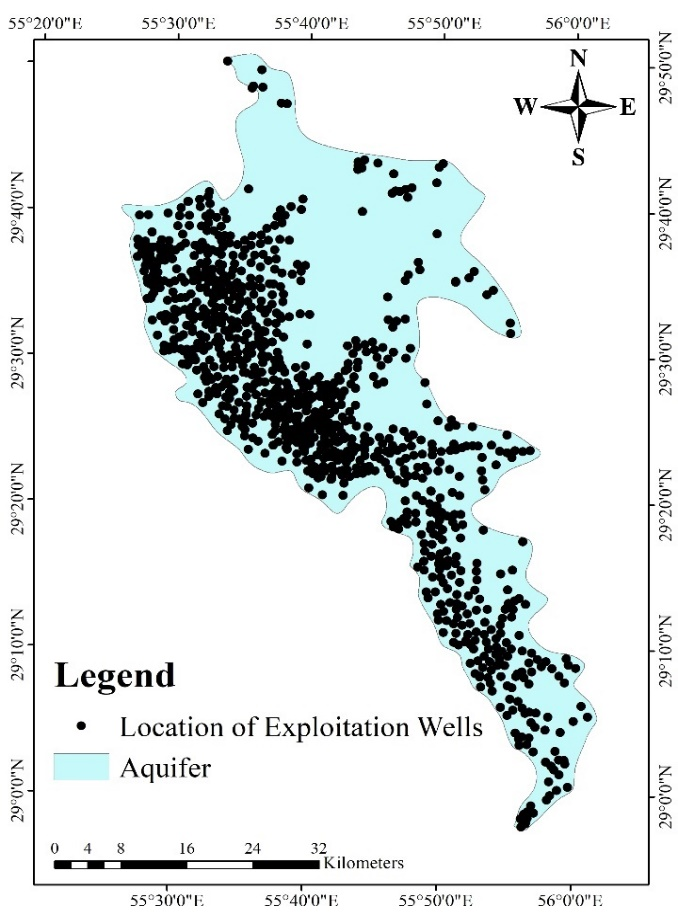 55°20'0"E 55°30'0"E 55°40'0"E 55°50'0"E 56°0'0"E
N
W E
S
29°50'0"N
29°40'0"N 29°40'0"N
29°30'0"N 29°30'0"N
29°20'0"N 29°20'0"N
29°10'0"N 29°10'0"N
29°0'0"N 29°0'0"N
Legend
Location of Exploitation Wells
Aquifer
0 4 8 16 24 32
Kilometers
55°30'0"E 55°40'0"E 55°50'0"E 56°0'0"E